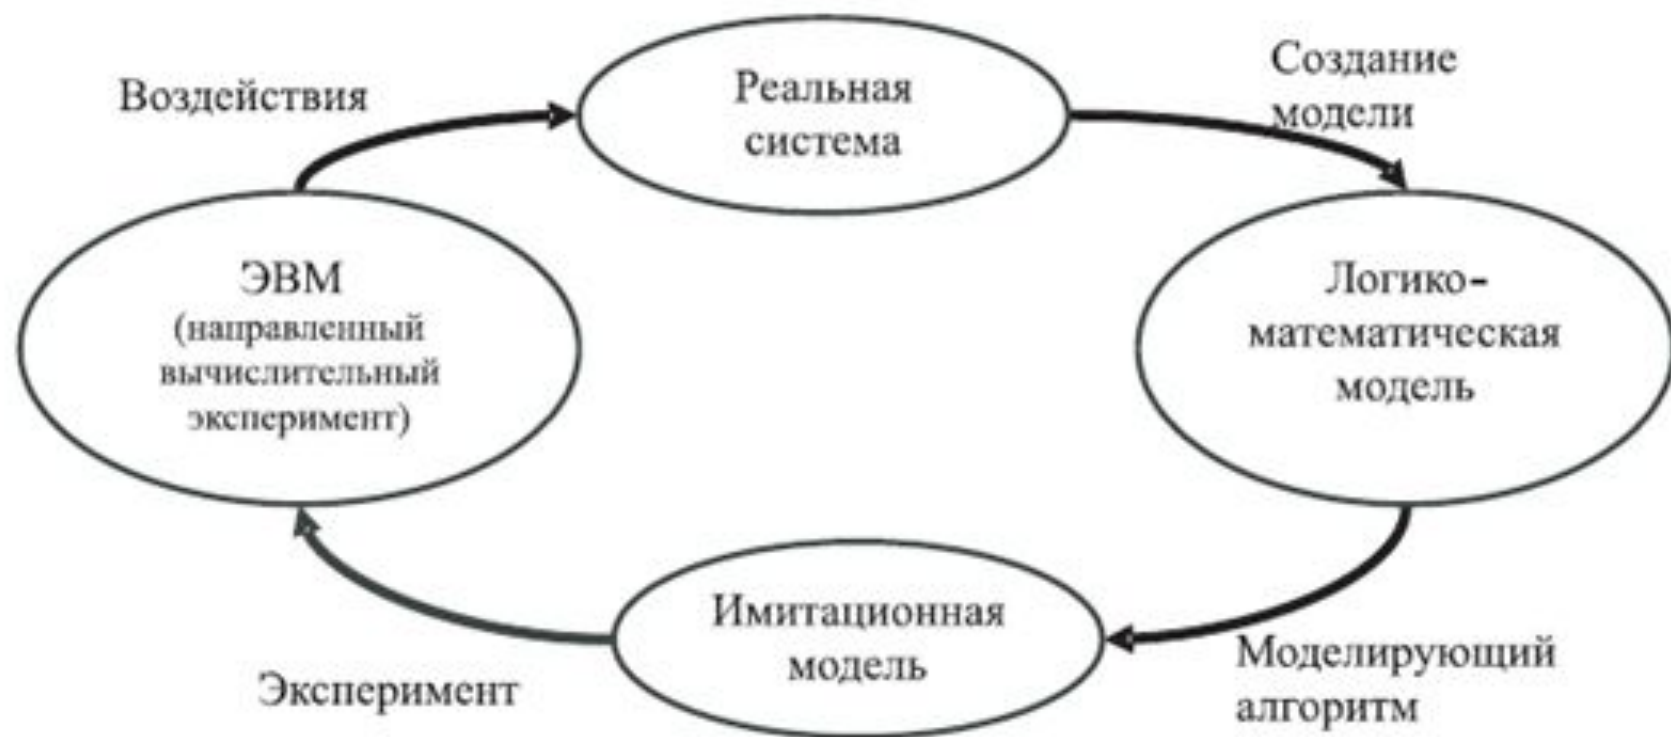 Воздействия
Реальная
система
Создание
модели
ЭВМ
(направленный
вычислительный
эксперимент)
Логико-
математическая
модель
Имитационная
модель
Эксперимент
Моделирующий
алгоритм